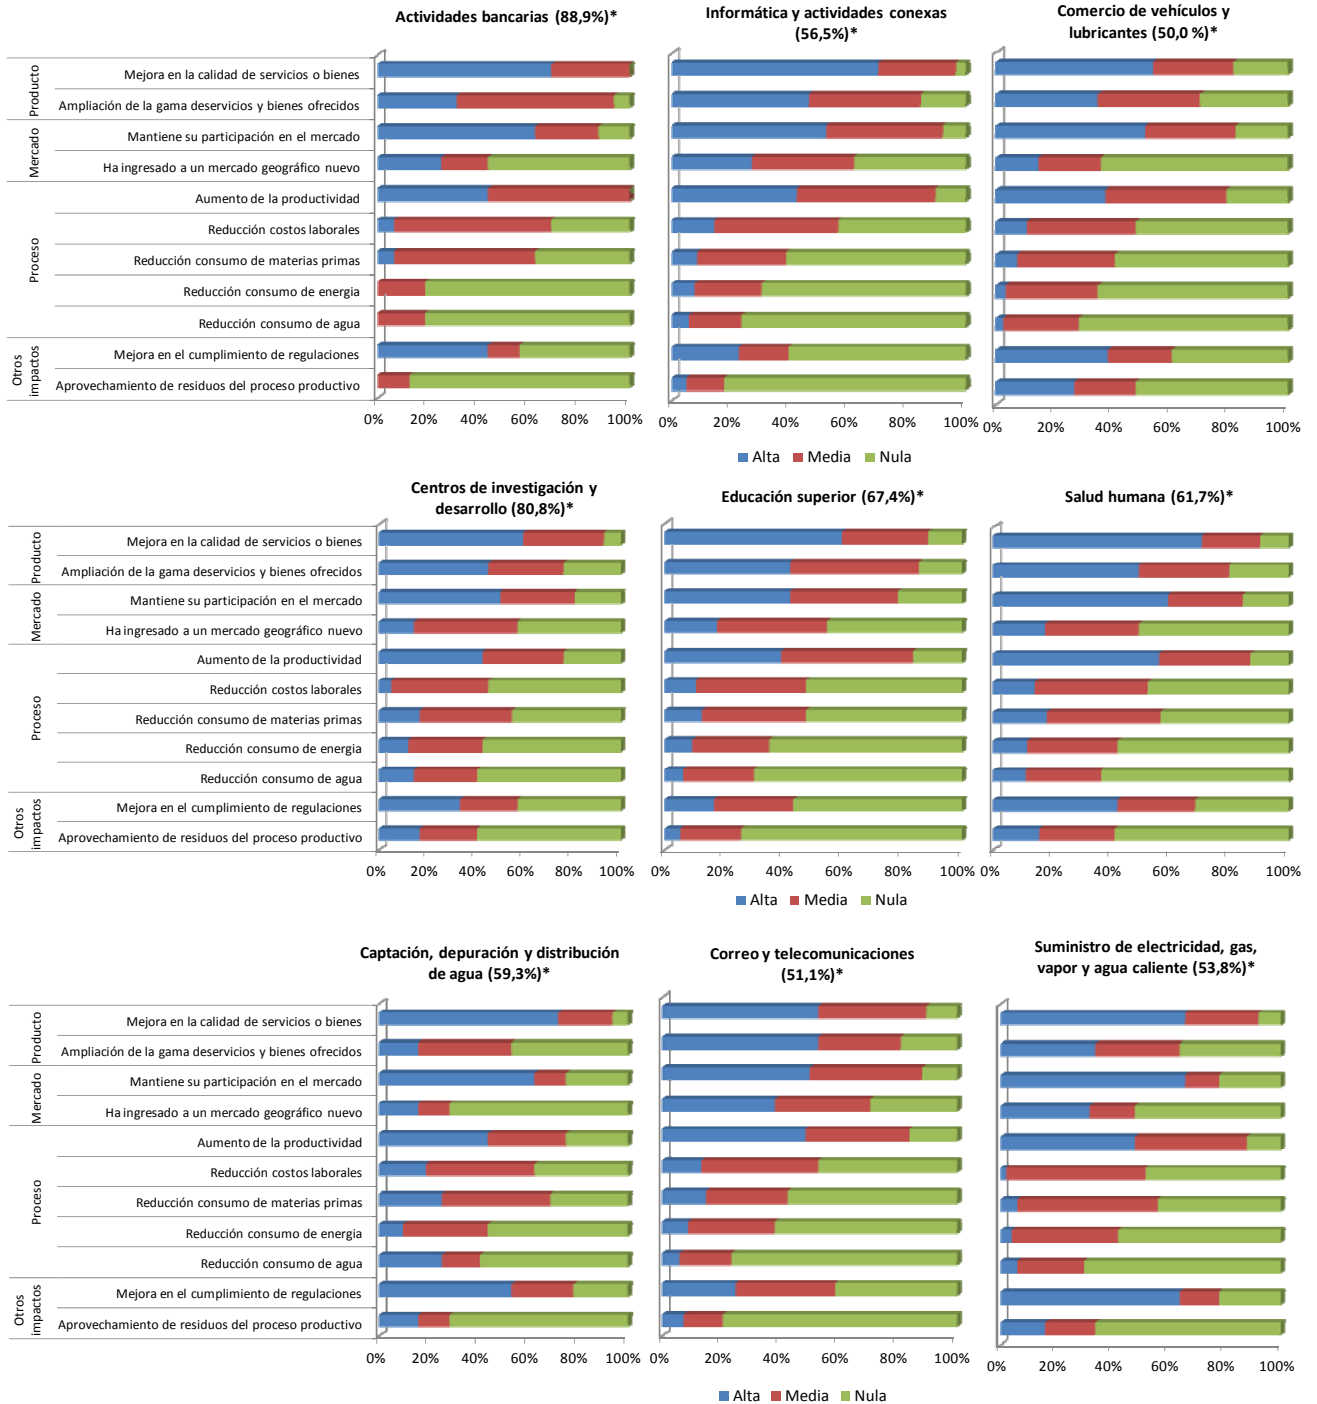 Actividades bancarias (88,9%)*
Informática y actividades conexas
(56,5%)*
Comercio de vehículos y
lubricantes (50,0 %)*
Producto
Mejora en la calidad de servicios o bienes
Ampliación de la gama deservicios y bienes ofrecidos
Mercado
Mantiene su participación en el mercado
Ha ingresado a un mercado geográfico nuevo
Proceso
Aumento de la productividad
Reducción costos laborales
Reducción consumo de materias primas
Reducción consumo de energia
Reducción consumo de agua
Otros
impactos
Mejora en el cumplimiento de regulaciones
Aprovechamiento de residuos del proceso productivo
0% 20% 40% 60% 80% 100%
0% 20% 40% 60% 80% 100%
0% 20% 40% 60% 80% 100%
Alta Media Nula
Centros de investigación y
desarrollo (80,8%)*
Educación superior (67,4%)*
Salud humana (61,7%)*
Producto
Mejora en la calidad de servicios o bienes
Ampliación de la gama deservicios y bienes ofrecidos
Mercado
Mantiene su participación en el mercado
Ha ingresado a un mercado geográfico nuevo
Proceso
Aumento de la productividad
Reducción costos laborales
Reducción consumo de materias primas
Reducción consumo de energia
Reducción consumo de agua
Otros
impactos
Mejora en el cumplimiento de regulaciones
Aprovechamiento de residuos del proceso productivo
0% 20% 40% 60% 80% 100%
0% 20% 40% 60% 80% 100%
0% 20% 40% 60% 80% 100%
Alta Media Nula
Captación, depuración y distribución
de agua (59,3%)*
Correo y telecomunicaciones
(51,1%)*
Suministro de electricidad, gas,
vapor y agua caliente (53,8%)*
Producto
Mejora en la calidad de servicios o bienes
Ampliación de la gama deservicios y bienes ofrecidos
Mercado
Mantiene su participación en el mercado
Ha ingresado a un mercado geográfico nuevo
Proceso
Aumento de la productividad
Reducción costos laborales
Reducción consumo de materias primas
Reducción consumo de energia
Reducción consumo de agua
Otros
impactos
Mejora en el cumplimiento de regulaciones
Aprovechamiento de residuos del proceso productivo
0% 20% 40% 60% 80% 100%
0% 20% 40% 60% 80% 100%
0% 20% 40% 60% 80% 100%
Alta Media Nula